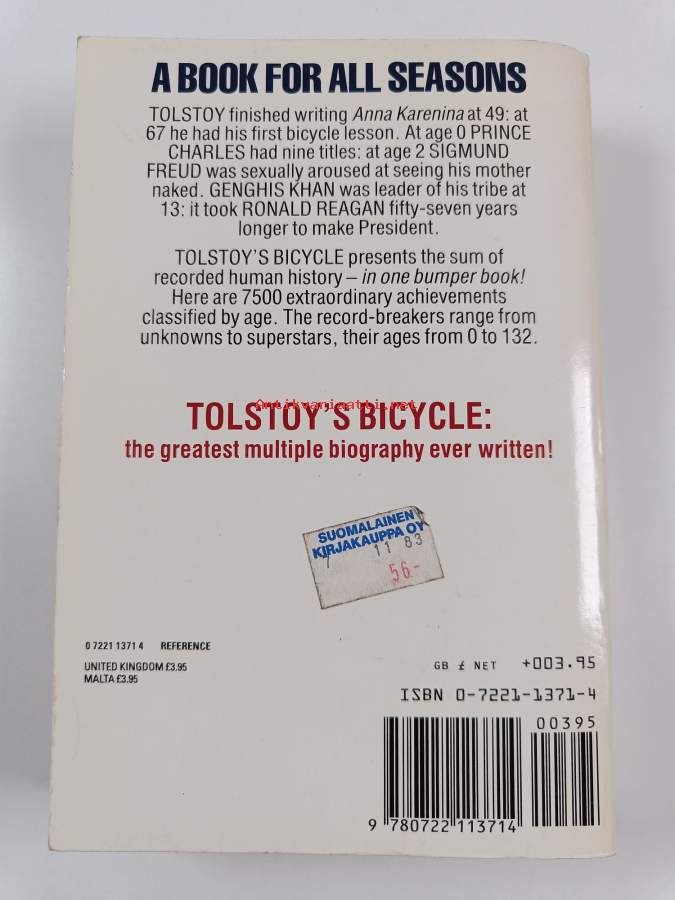 A BOOK FOR ALL SEASONS
TOLSTOY finished writing Anna Karenina at 49: at
67 he had his first bicycle lesson. At age 0 PRINCE
CHARLES had nine titles: at age 2 SIGMUND
FREUD was sexually aroused at seeing his mother
naked. GENGHIS KHAN was leader of his tribe at
13: it took RONALD REAGAN fifty-seven years
longer to make President.
TOLSTOY'S BICYCLE presents the sum of
recorded human history – in one bumper book!
Here are 7500 extraordinary achievements
classified by age. The record-breakers range from
unknowns to superstars, their ages from 0 to 132.
Antikvariaatti.net
TOLSTOY'S BICYCLE:
the greatest multiple biography ever written!
SUOMALAINEN
KIRJAKAUPPA OY
7 11 83
56-
0 7221 1371 4 REFERENCE
UNITED KINGDOM £3.95
MALTA £3.95
GB £ NET +003.95
ISBN 0-7221-1371-4
00395
9 780722 113714